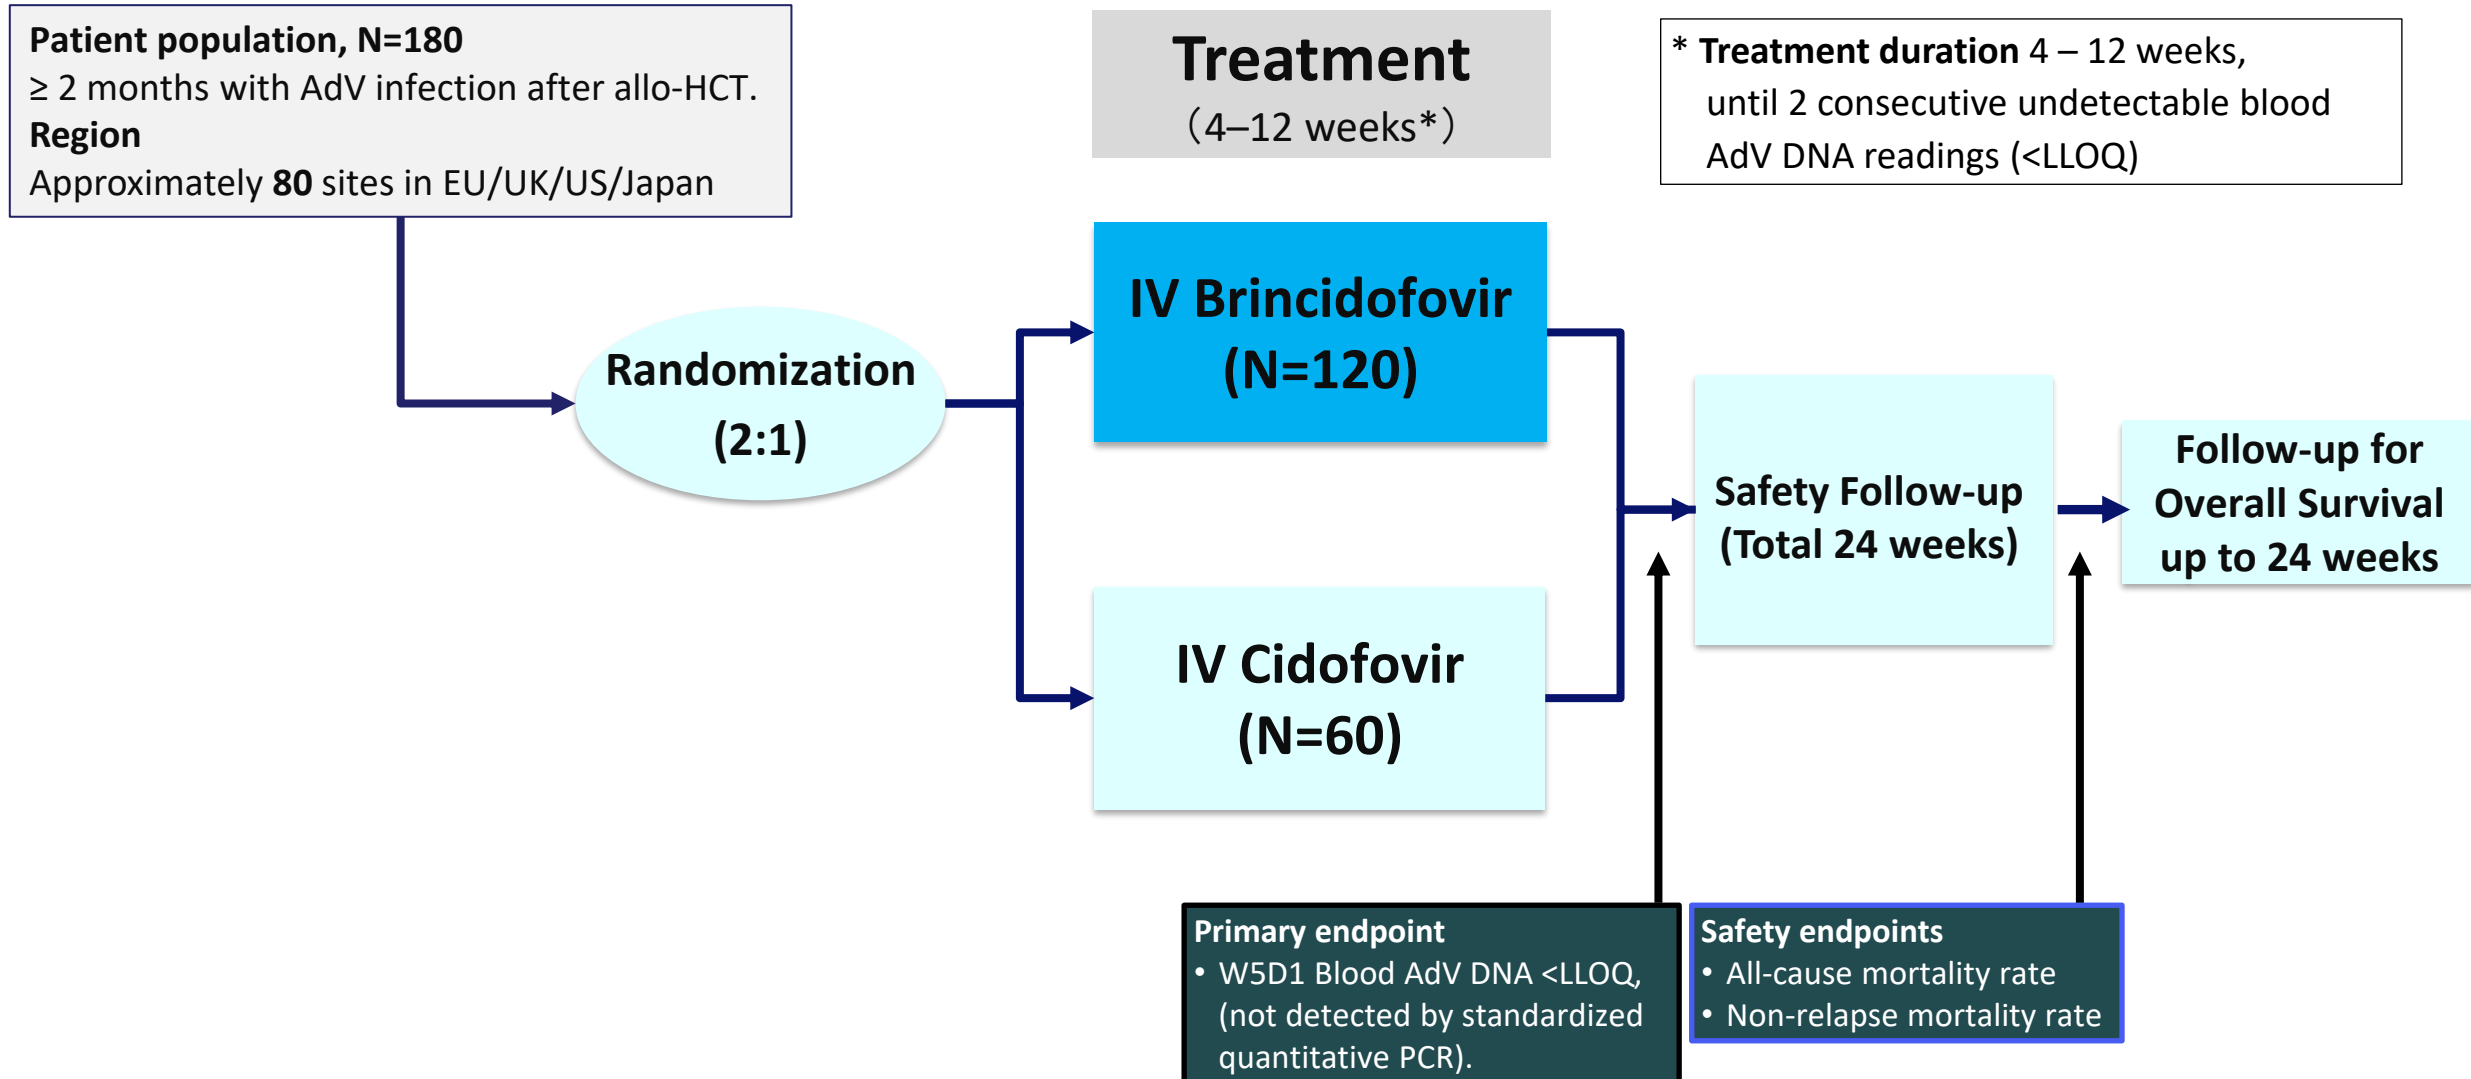 Patient population, N=180
≥ 2 months with AdV infection after allo-HCT.
Region
Approximately 80 sites in EU/UK/US/Japan
Treatment
（4–12 weeks*）
* Treatment duration 4 – 12 weeks,
until 2 consecutive undetectable blood
AdV DNA readings (<LLOQ)
Randomization
(2:1)
IV Brincidofovir
(N=120)
IV Cidofovir
(N=60)
Safety Follow-up
(Total 24 weeks)
Follow-up for
Overall Survival
up to 24 weeks
Primary endpoint
• W5D1 Blood AdV DNA <LLOQ,
(not detected by standardized
quantitative PCR).
Safety endpoints
• All-cause mortality rate
• Non-relapse mortality rate